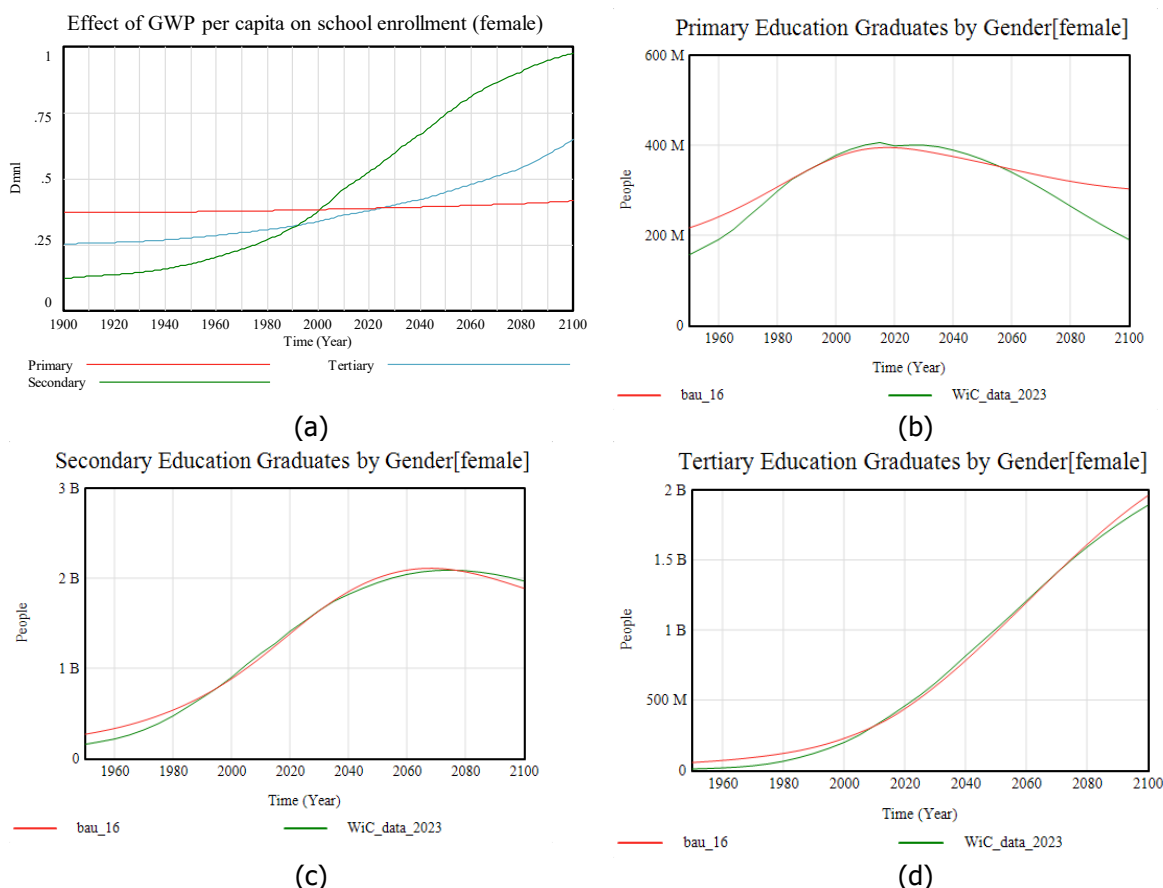 Effect of GWP per capita on school enrollment (female)
1
.75
.5
.25
0
Dmnl
1900 1920 1940 1960 1980 2000 2020 2040 2060 2080 2100
Time (Year)
Primary
Tertiary
Secondary
(a)
Primary Education Graduates by Gender[female]
600 M
400 M
200 M
0
People
1960 1980 2000 2020 2040 2060 2080 2100
Time (Year)
bau_16
WiC_data_2023
(b)
Secondary Education Graduates by Gender[female]
3 B
2 B
1 B
0
People
1960 1980 2000 2020 2040 2060 2080 2100
Time (Year)
bau_16
WiC_data_2023
(c)
Tertiary Education Graduates by Gender[female]
2 B
1.5 B
1 B
500 M
0
People
1960 1980 2000 2020 2040 2060 2080 2100
Time (Year)
bau_16
WiC_data_2023
(d)